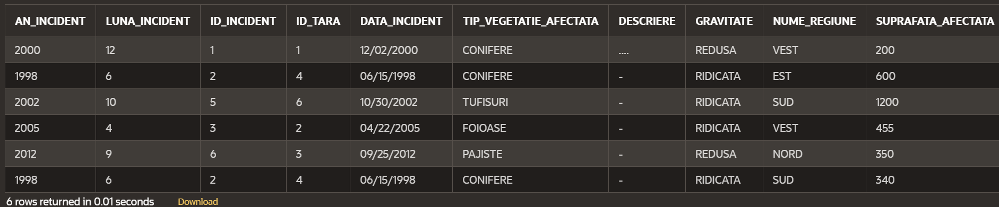 AN_INCIDENT LUNA_INCIDENT ID_INCIDENT ID_TARA DATA_INCIDENT TIP_VEGETATIE_AFECTATA DESCRIERE GRAVITATE NUME_REGIUNE SUPRAFATA_AFECTATA
2000 12 1 1 12/02/2000 CONIFERE .... REDUSA VEST 200
1998 6 2 4 06/15/1998 CONIFERE - RIDICATA EST 600
2002 10 5 6 10/30/2002 TUFISURI - RIDICATA SUD 1200
2005 4 3 2 04/22/2005 FOIOASE - RIDICATA VEST 455
2012 9 6 3 09/25/2012 PAJISTE - REDUSA NORD 350
1998 6 2 4 06/15/1998 CONIFERE - RIDICATA SUD 340
6 rows returned in 0.01 seconds Download